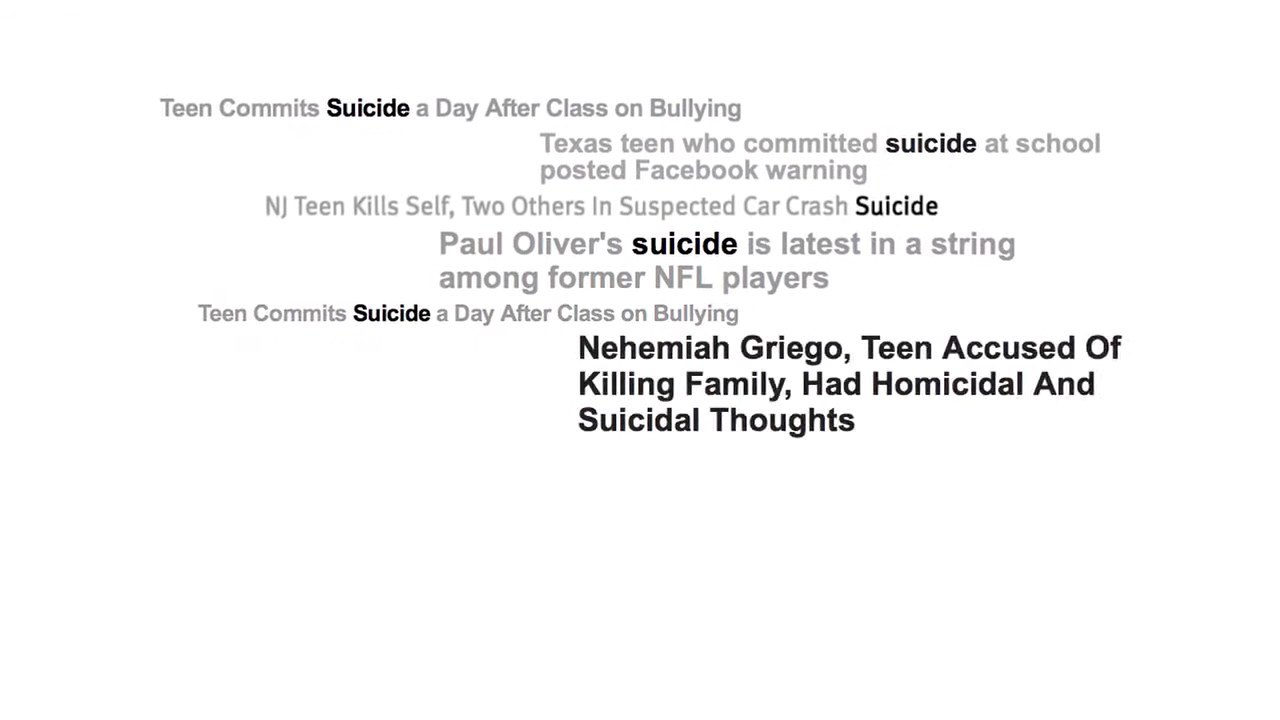 Teen Commits Suicide a Day After Class on Bullying
Texas teen who committed suicide at school
posted Facebook warning
NJ Teen Kills Self, Two Others In Suspected Car Crash Suicide
Paul Oliver's suicide is latest in a string
among former NFL players
Teen Commits Suicide a Day After Class on Bullying
Nehemiah Griego, Teen Accused Of
Killing Family, Had Homicidal And
Suicidal Thoughts